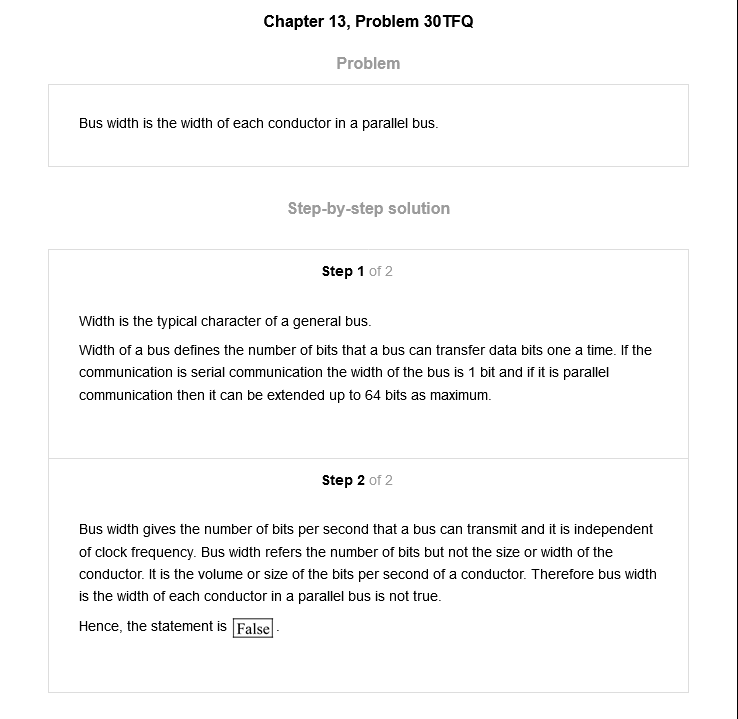 Chapter 13, Problem 30TFQ
Problem
Bus width is the width of each conductor in a parallel bus.
Step-by-step solution
Step 1 of 2
Width is the typical character of a general bus.
Width of a bus defines the number of bits that a bus can transfer data bits one a time. If the
communication is serial communication the width of the bus is 1 bit and if it is parallel
communication then it can be extended up to 64 bits as maximum.
Step 2 of 2
Bus width gives the number of bits per second that a bus can transmit and it is independent
of clock frequency. Bus width refers the number of bits but not the size or width of the
conductor. It is the volume or size of the bits per second of a conductor. Therefore bus width
is the width of each conductor in a parallel bus is not true.
Hence, the statement is False.